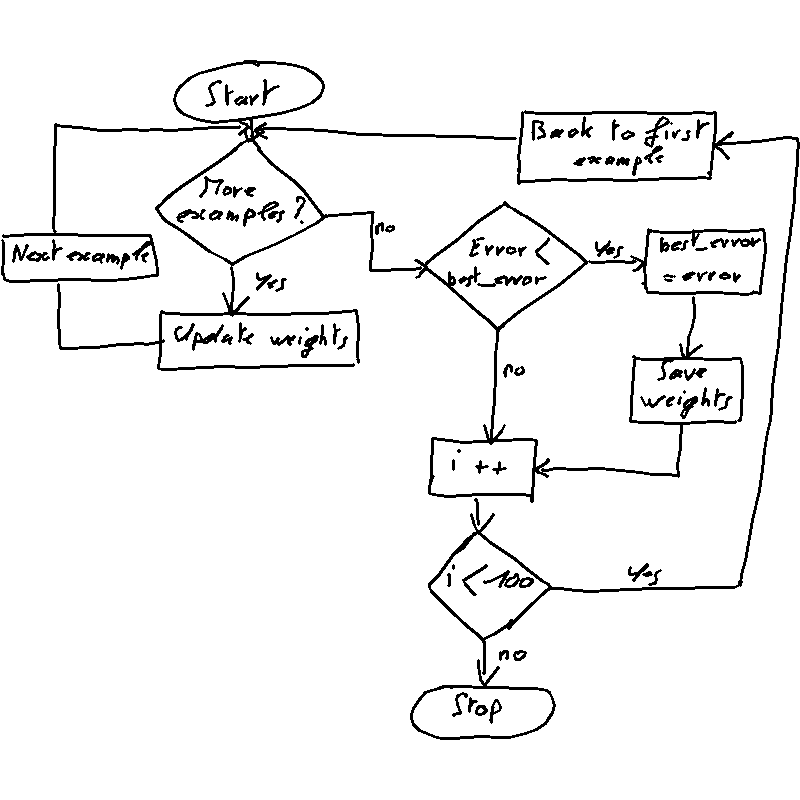 Start
Back to first
example
More
examples?
no
Next example
yes
Update weights
Error <
best_error
yes
best_error
= error
no
Save
weights
i ++
i < 100
yes
no
Stop